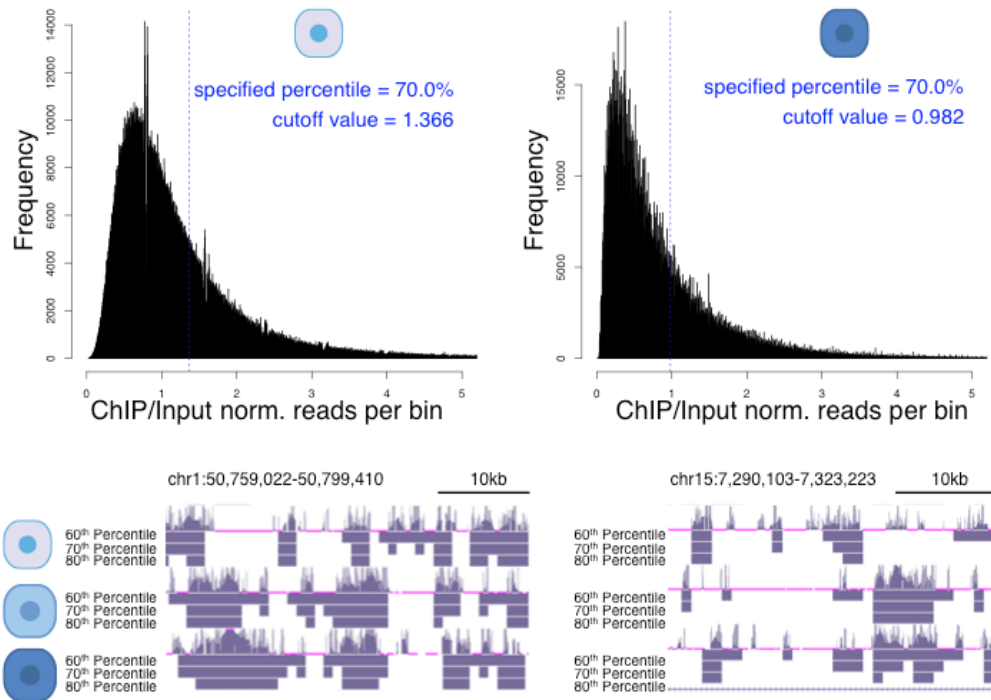 14000
12000
10000
8000
6000
4000
2000
0
Frequency
specified percentile = 70.0%
cutoff value = 1.366
0 1 2 3 4 5
ChIP/Input norm. reads per bin
15000
10000
5000
0
Frequency
specified percentile = 70.0%
cutoff value = 0.982
0 1 2 3 4 5
ChIP/Input norm. reads per bin
chr1:50,759,022-50,799,410 10kb
60th Percentile
70th Percentile
80th Percentile
60th Percentile
70th Percentile
80th Percentile
60th Percentile
70th Percentile
80th Percentile
chr15:7,290,103-7,323,223 10kb
60th Percentile
70th Percentile
80th Percentile
60th Percentile
70th Percentile
80th Percentile
60th Percentile
70th Percentile
80th Percentile